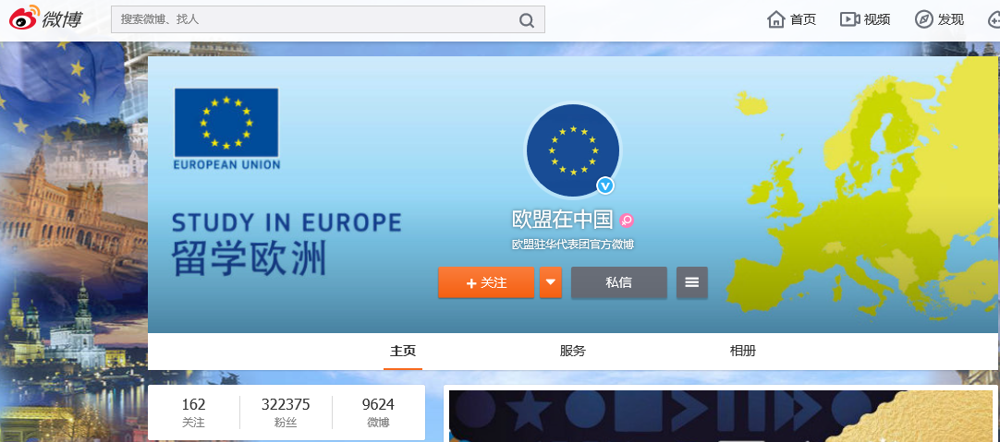 微博
搜索微博、找人
首页
视频
发现
EUROPEAN UNION
STUDY IN EUROPE
留学欧洲
欧盟在中国
欧盟驻华代表团官方微博
+ 关注
私信
主页
服务
相册
162
322375
9624
关注
粉丝
微博